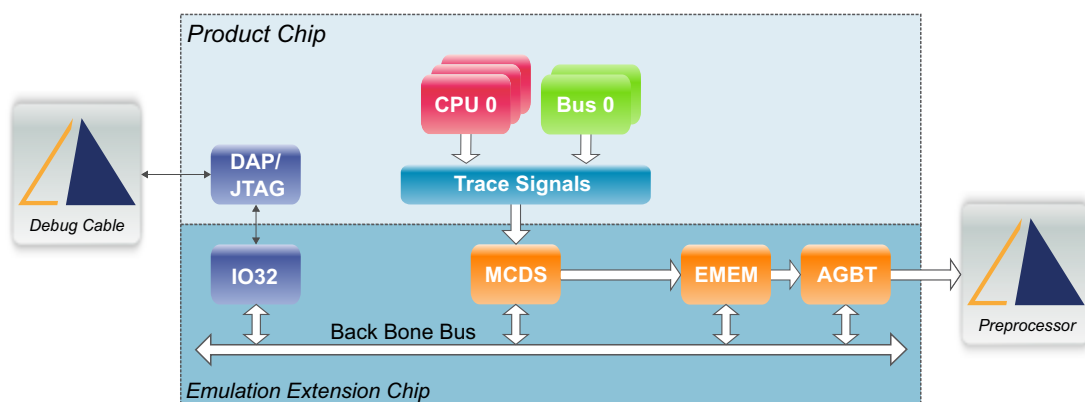 Product Chip
CPU 0
Bus 0
DAP/
JTAG
Trace Signals
Debug Cable
IO32
MCDS
EMEM
AGBT
Back Bone Bus
Preprocessor
Emulation Extension Chip